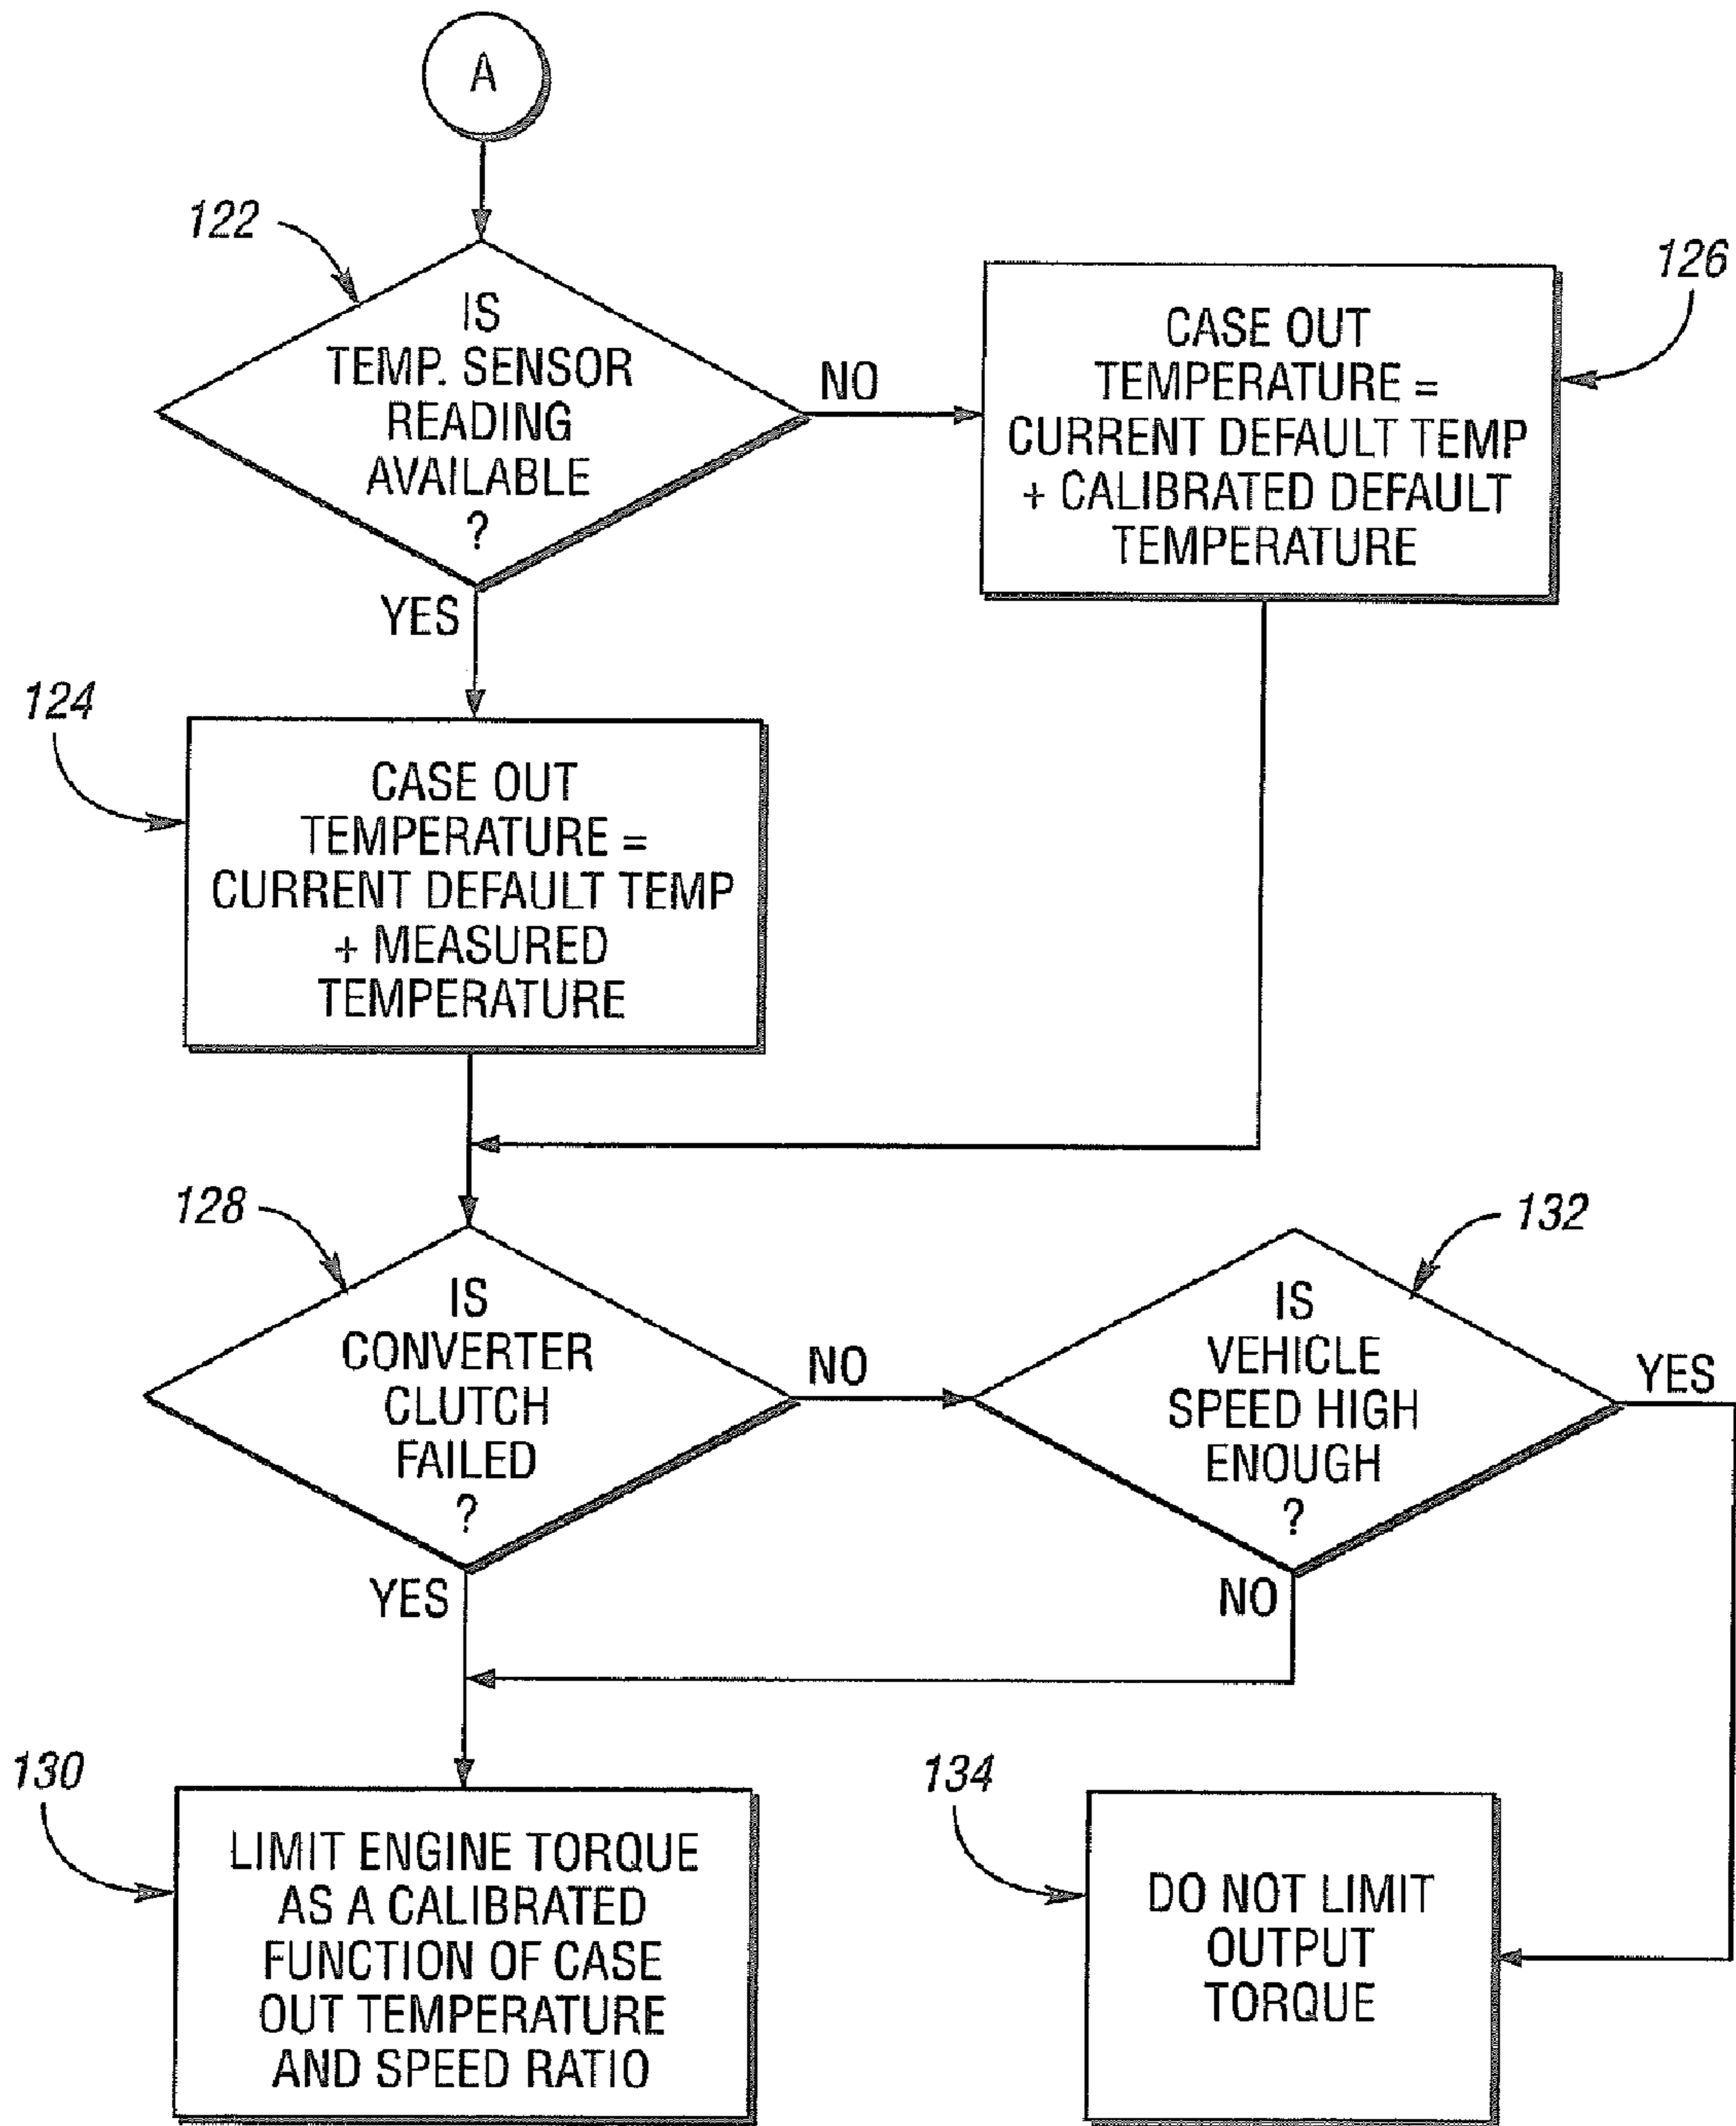 A
122
IS
TEMP. SENSOR
READING
AVAILABLE
?
NO
YES
126
CASE OUT
TEMPERATURE =
CURRENT DEFAULT TEMP
+ CALIBRATED DEFAULT
TEMPERATURE
124
CASE OUT
TEMPERATURE =
CURRENT DEFAULT TEMP
+ MEASURED
TEMPERATURE
128
IS
CONVERTER
CLUTCH
FAILED
?
NO
YES
132
IS
VEHICLE
SPEED HIGH
ENOUGH
?
YES
NO
130
LIMIT ENGINE TORQUE
AS A CALIBRATED
FUNCTION OF CASE
OUT TEMPERATURE
AND SPEED RATIO
134
DO NOT LIMIT
OUTPUT
TORQUE